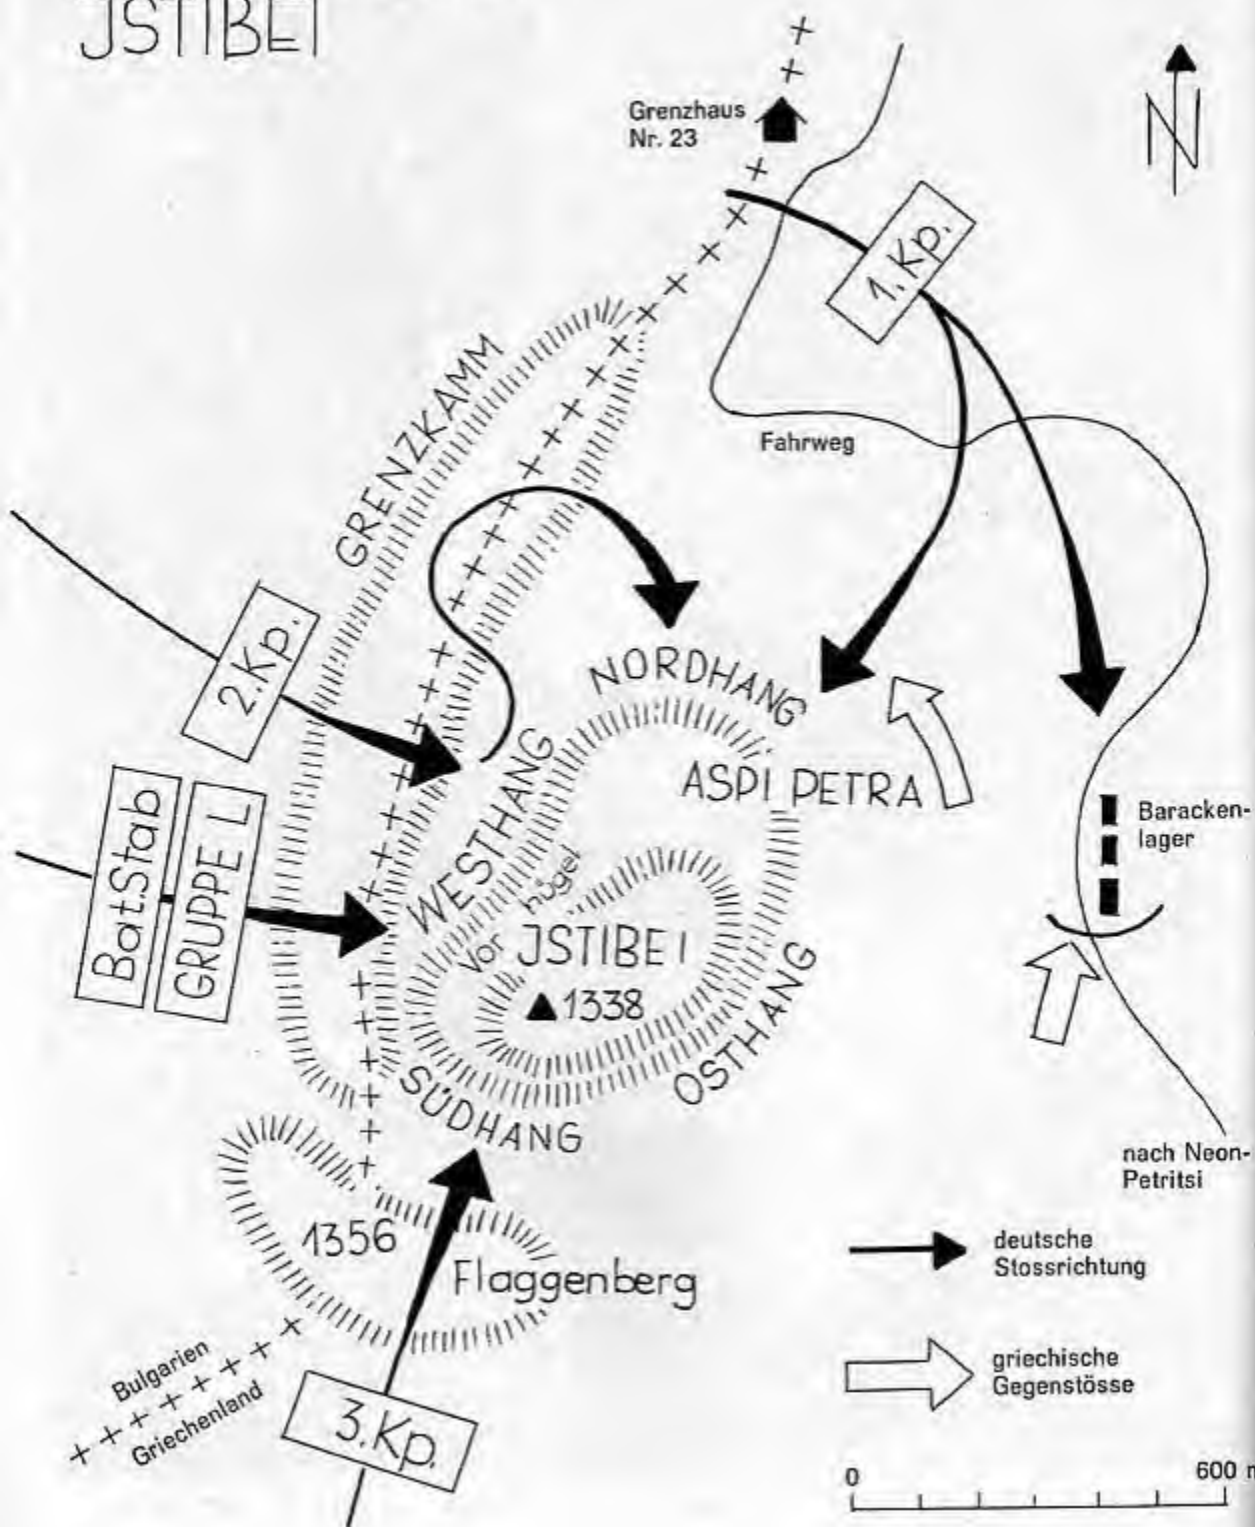 JSTIBEI
Grenzhaus
Nr. 23
N
1.Kp.
GRENZKAMM
Fahrweg
2.Kp.
NORDHANG
WESTHANG
ASPI PETRA
Bat.Stab
GRUPPE L
Baracken-
lager
Vor hügel
JSTIBEI
1338
OSTHANG
SÜDHANG
nach Neon-
Petritsi
1356
Flaggenberg
deutsche
Stossrichtung
Bulgarien
Griechenland
griechische
Gegenstösse
3.Kp.
0
600 m